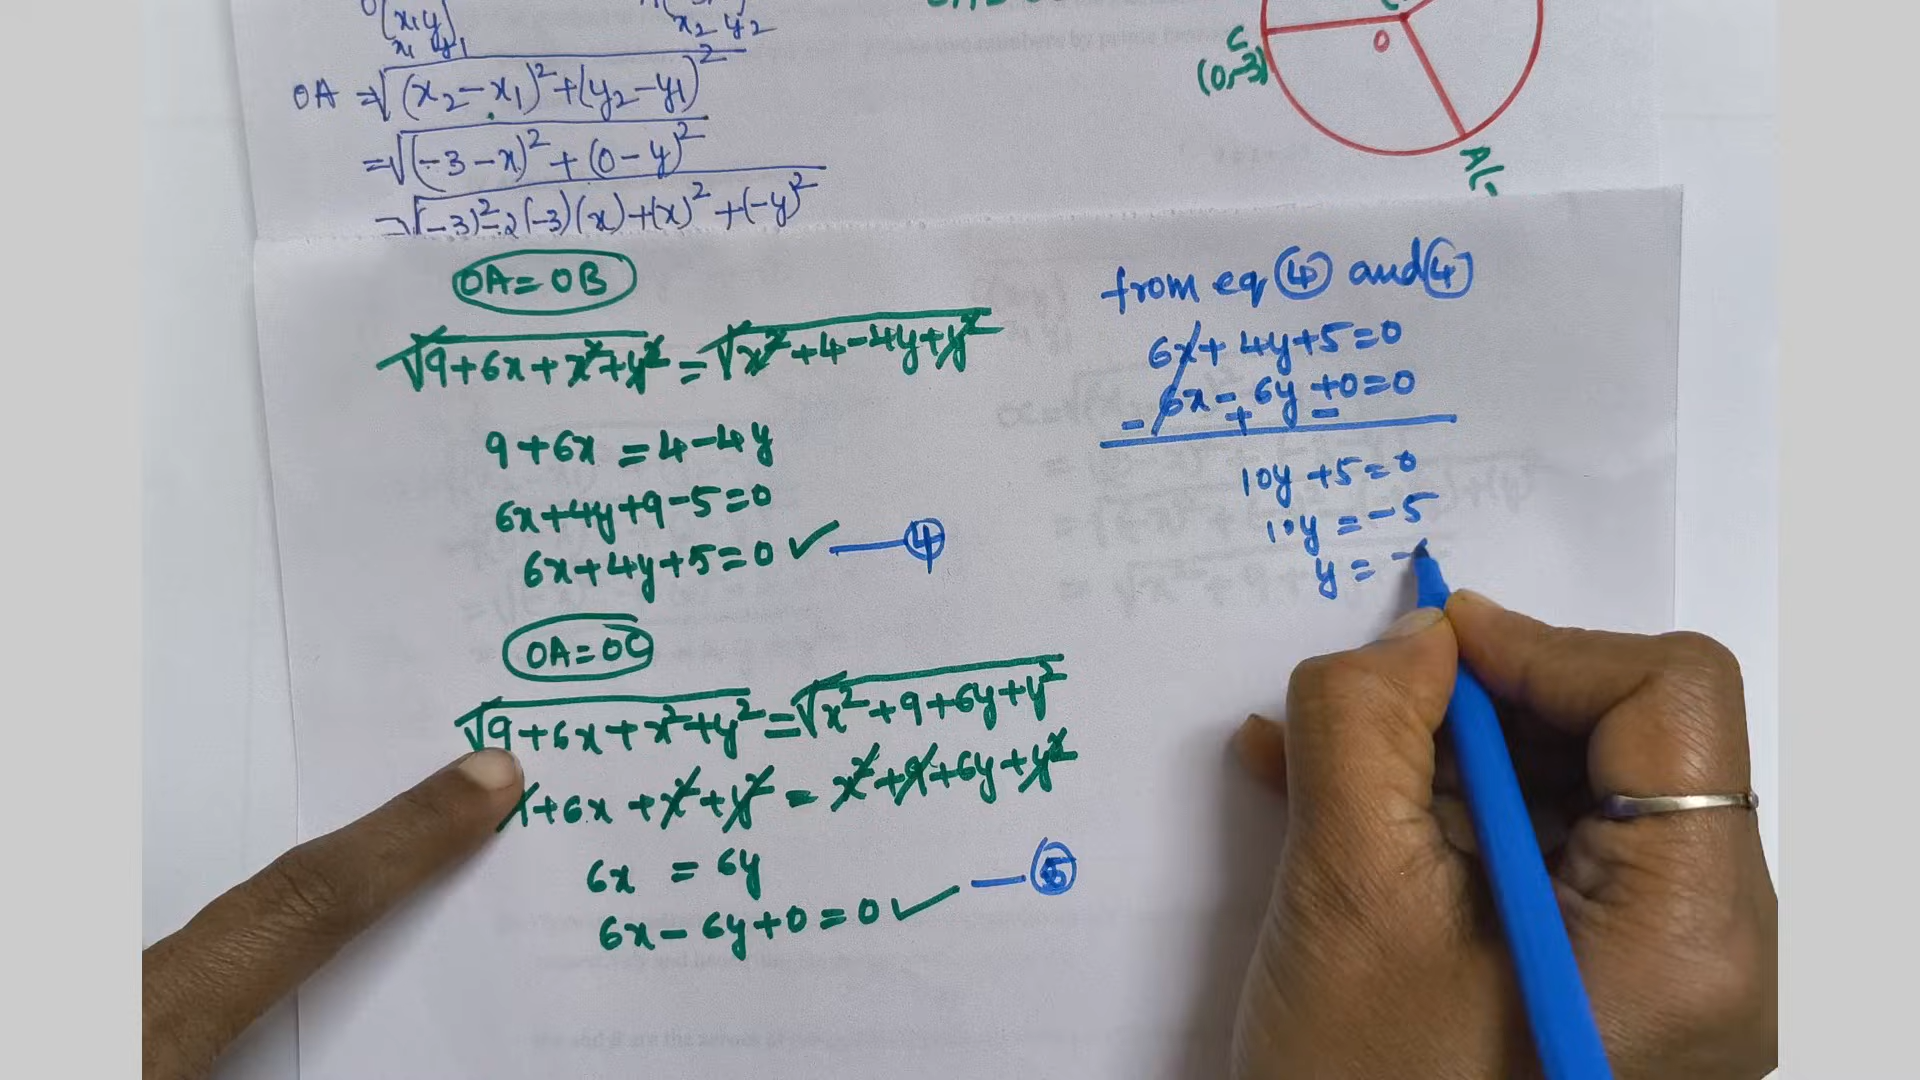 (x, y)
x1 y1
x2 y2
OA = √(x2 - x1)² + (y2 - y1)²
= √(-3 - x)² + (0 - y)²
= √(-3)² - 2(-3)(x) + (x)² + (-y)²
C
(0, -3)
O
A(-
OA = OB
√9 + 6x + x² + y² = √x² + 4 - 4y + y²
9 + 6x = 4 - 4y
6x + 4y + 9 - 5 = 0
6x + 4y + 5 = 0 ✓ — ④
OA = OC
√9 + 6x + x² + y² = √x² + 9 + 6y + y²
+ 6x + x² + y² = x² + 9 + 6y + y²
6x = 6y
6x - 6y + 0 = 0 ✓ — ⑤
from eq ④ and ④
6x + 4y + 5 = 0
6x - 6y + 0 = 0
- + -
10y + 5 = 0
10y = -5
y = -